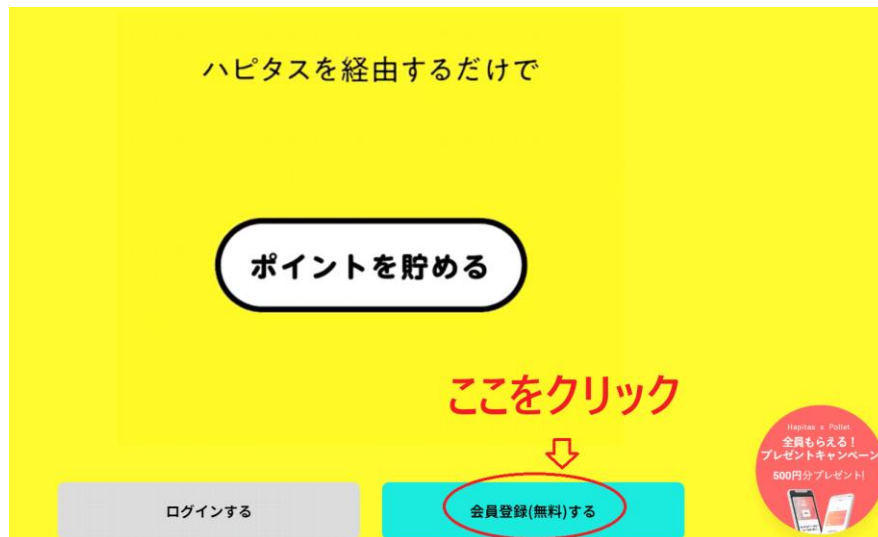 ハピタスを経由するだけで
ポイントを貯める
ここをクリック
Hapitas x Pollet
全員もらえる！
プレゼントキャンペーン
500円分プレゼント!
ログインする
会員登録(無料)する